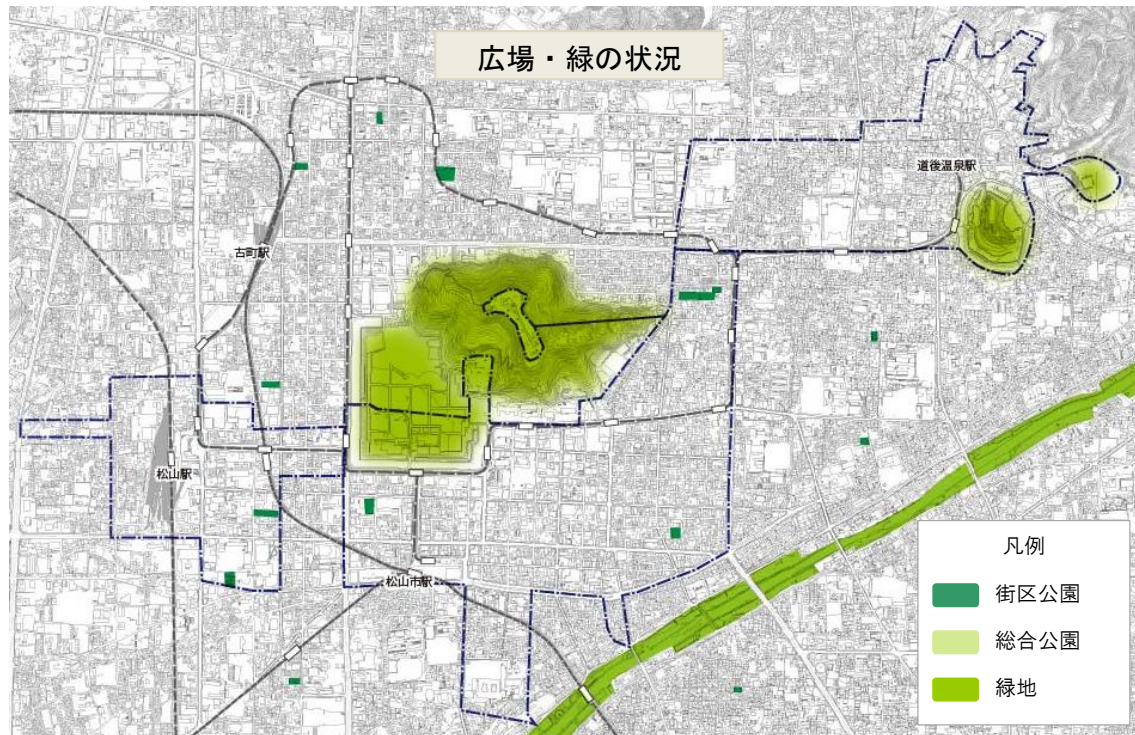 広場・緑の状況
道後温泉駅
古町駅
松山駅
松山市駅
凡例
街区公園
総合公園
緑地